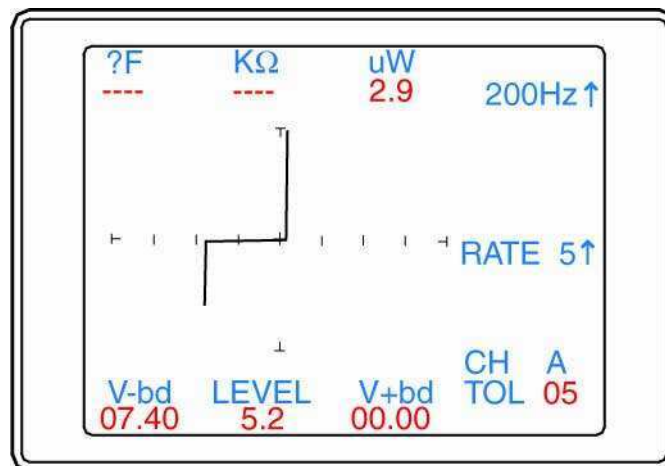 ?F KΩ uW
---- ---- 2.9
200Hz↑
RATE 5↑
CH A
V-bd LEVEL V+bd TOL 05
07.40 5.2 00.00